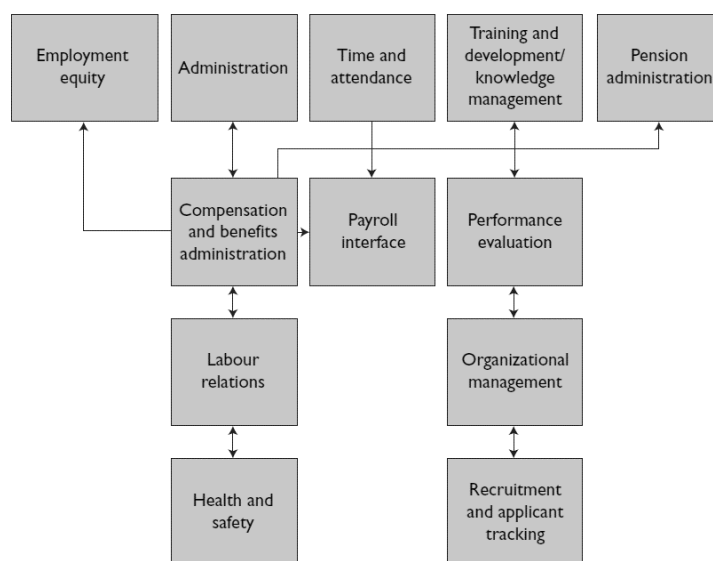 Employment
equity
Administration
Time and
attendance
Training and
development/
knowledge
management
Pension
administration
Compensation
and benefits
administration
Payroll
interface
Performance
evaluation
Labour
relations
Organizational
management
Health and
safety
Recruitment
and applicant
tracking